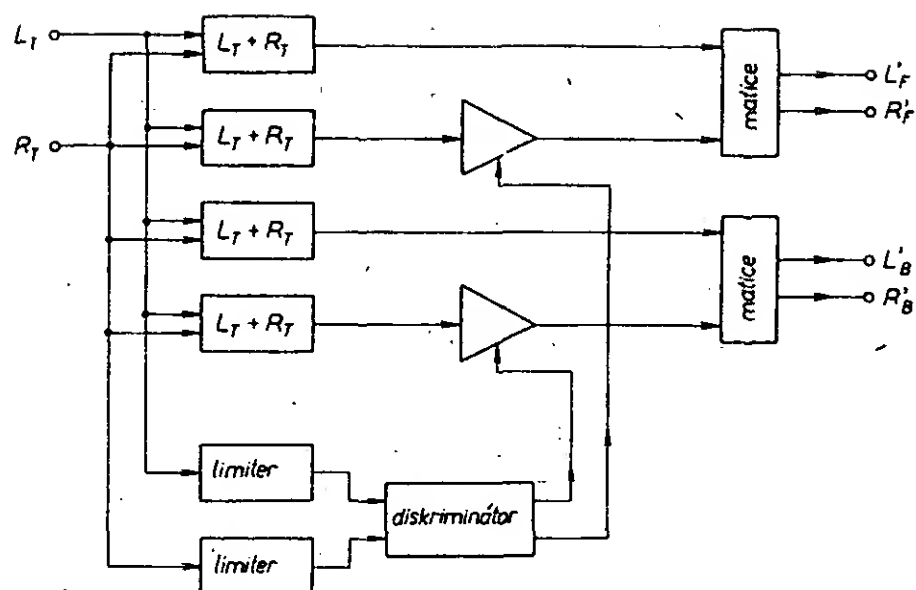 L_T
L_T + R_T
matice
L'_F
R'_F
R_T
L_T + R_T
L_T + R_T
matice
L'_B
R'_B
L_T + R_T
limiter
diskriminátor
limiter